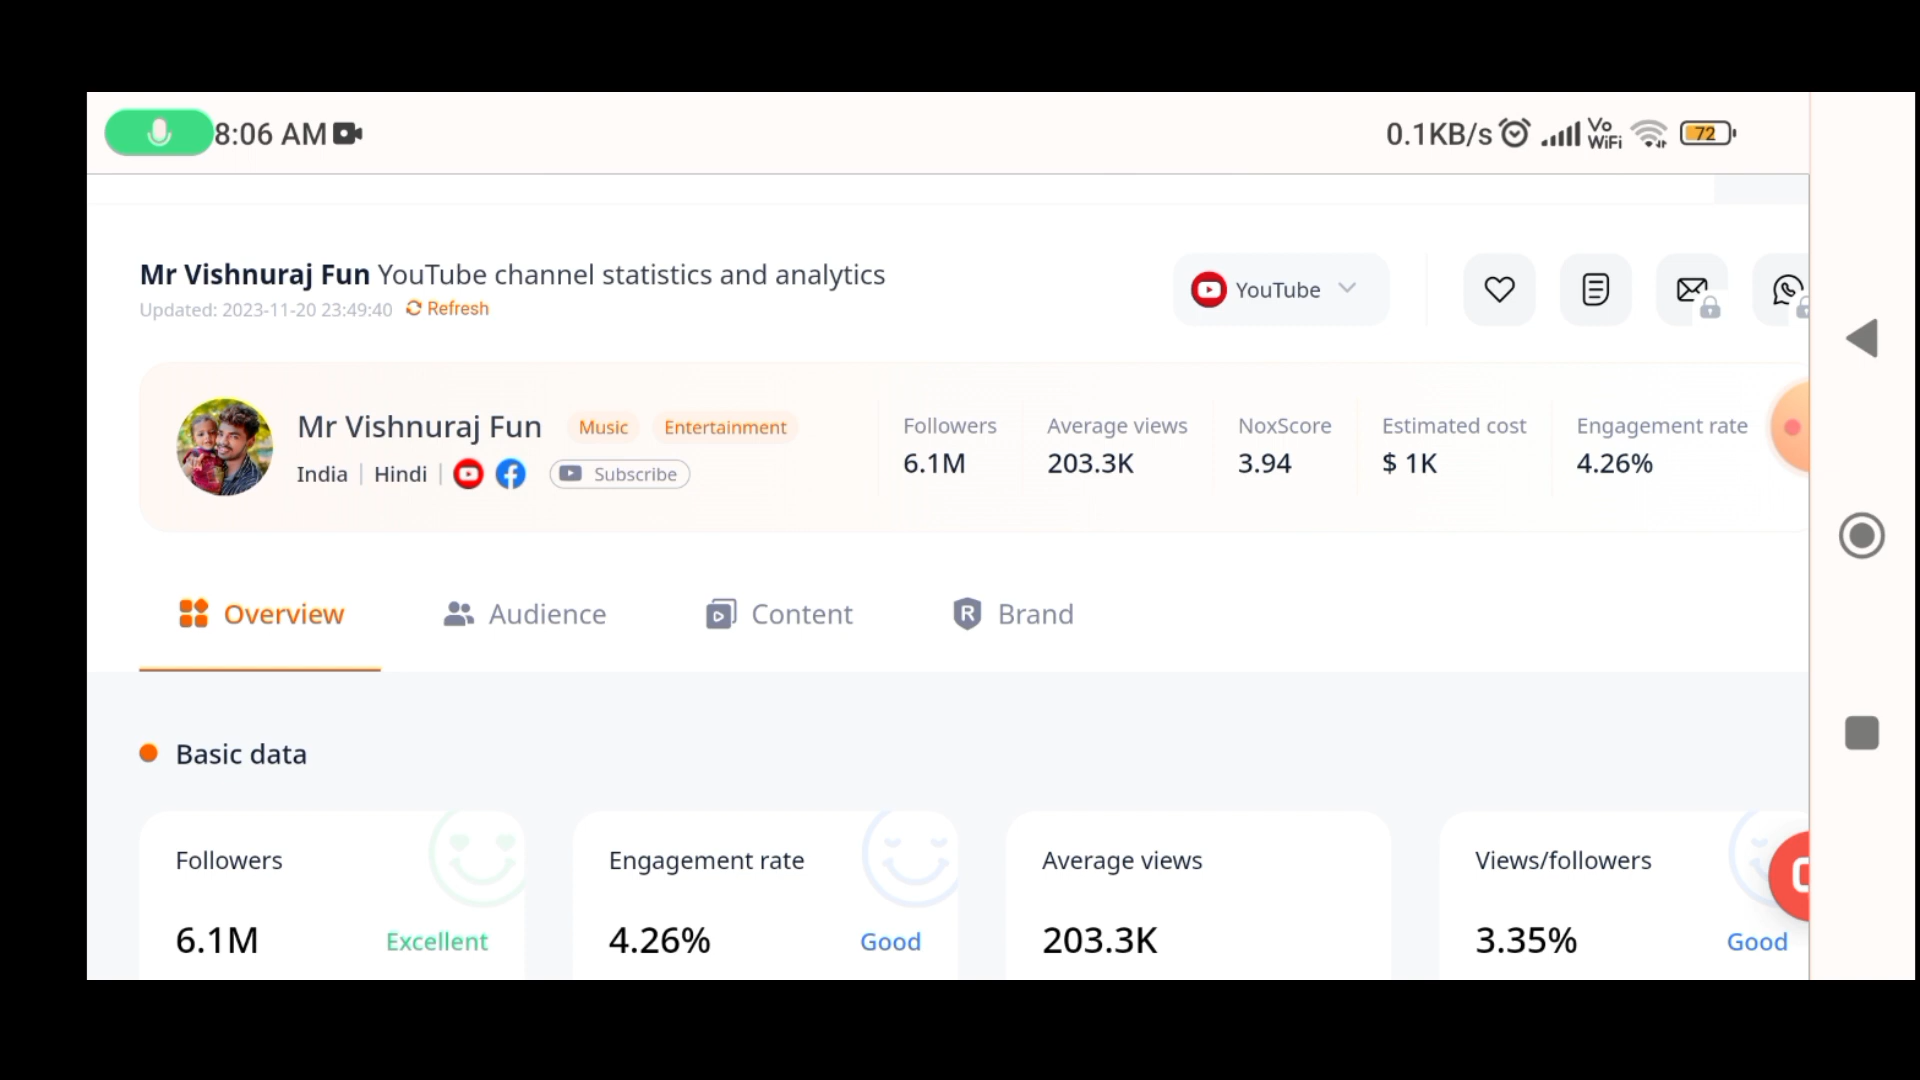 8:06 AM
0.1KB/s Vo WiFi 72
Mr Vishnuraj Fun YouTube channel statistics and analytics
Updated: 2023-11-20 23:49:40 Refresh
YouTube
Mr Vishnuraj Fun Music Entertainment
India | Hindi | Subscribe
Followers Average views NoxScore Estimated cost Engagement rate
6.1M 203.3K 3.94 $ 1K 4.26%
Overview Audience Content R Brand
Basic data
Followers Engagement rate Average views Views/followers
6.1M Excellent 4.26% Good 203.3K 3.35% Good